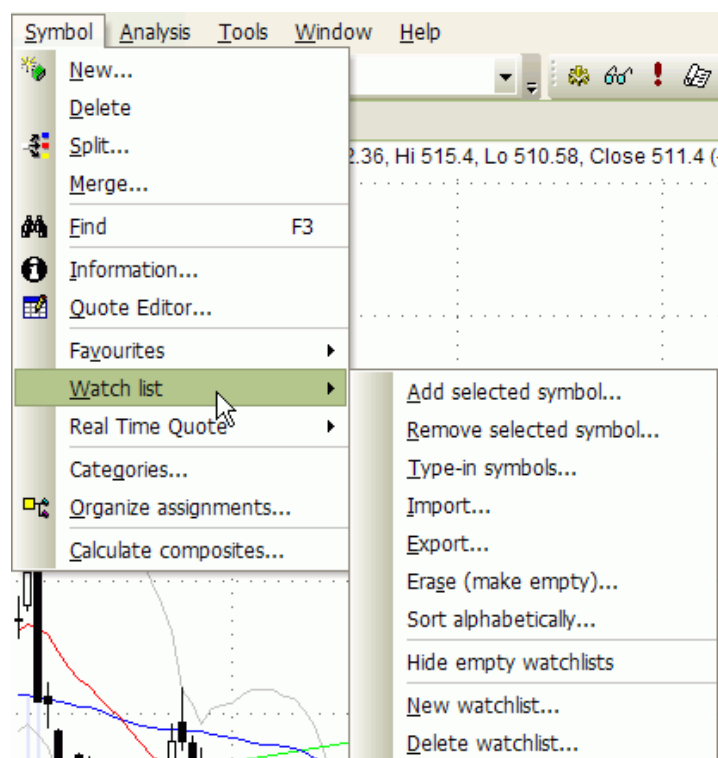 Symbol Analysis Tools Window Help
New...
Delete
Split...
2.36, Hi 515.4, Lo 510.58, Close 511.4 (
Merge...
Find F3
Information...
Quote Editor...
Favourites
Watch list
Add selected symbol...
Real Time Quote
Remove selected symbol...
Categories...
Type-in symbols...
Organize assignments...
Import...
Calculate composites...
Export...
Erase (make empty)...
Sort alphabetically...
Hide empty watchlists
New watchlist...
Delete watchlist...